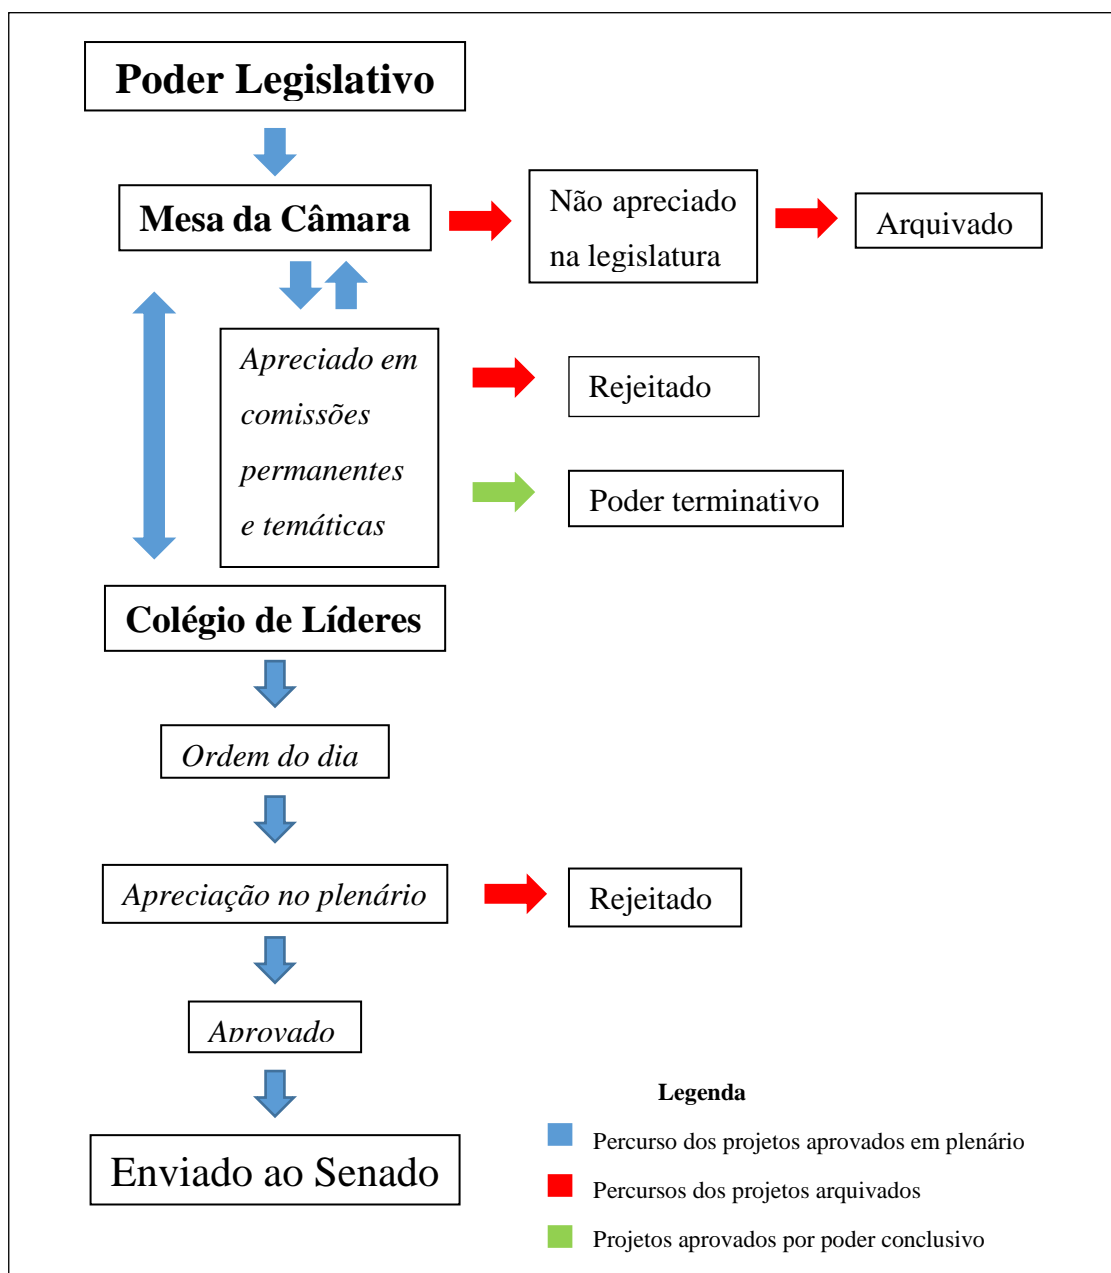 Poder Legislativo
Mesa da Câmara
Não apreciado
na legislatura
Arquivado
Apreciado em
comissões
permanentes
e temáticas
Rejeitado
Poder terminativo
Colégio de Líderes
Ordem do dia
Apreciação no plenário
Rejeitado
Aprovado
Enviado ao Senado
Legenda
Percurso dos projetos aprovados em plenário
Percursos dos projetos arquivados
Projetos aprovados por poder conclusivo